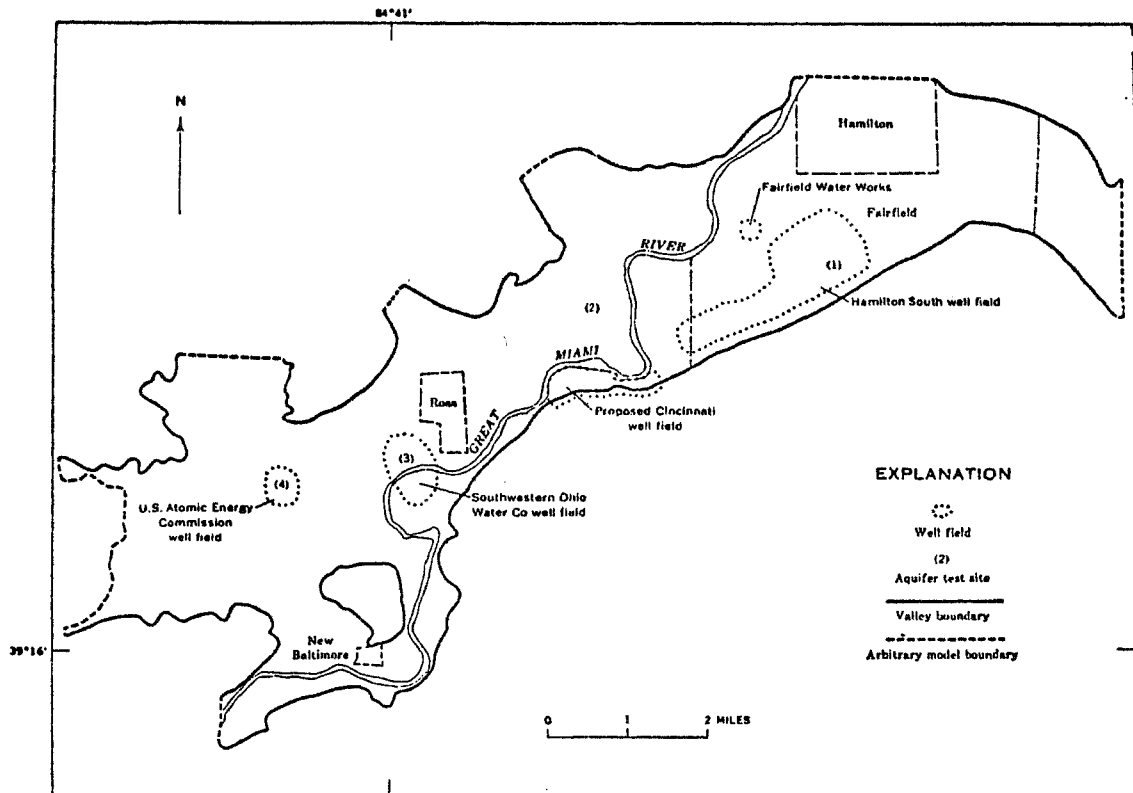 84°41'
N
Hamilton
Fairfield Water Works
Fairfield
RIVER
(1)
Hamilton South well field
(2)
MIAMI
Ross
GREAT
Proposed Cincinnati
well field
(3)
(4)
U.S. Atomic Energy
Commission
well field
Southwestern Ohio
Water Co well field
EXPLANATION
Well field
(2)
Aquifer test site
Valley boundary
Arbitrary model boundary
New
Baltimore
39°16'
0 1 2 MILES